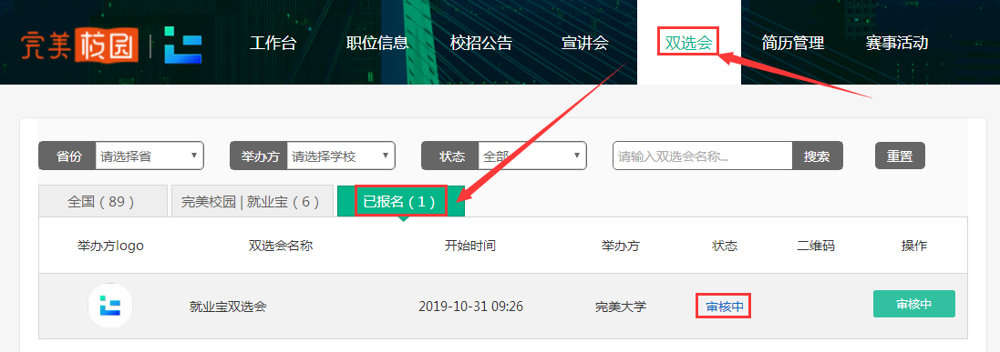 完美校园 工作台 职位信息 校招公告 宣讲会 双选会 简历管理 赛事活动
省份 请选择省 举办方 请选择学校 状态 全部 请输入双选会名称... 搜索 重置
全国 ( 89 ) 完美校园 | 就业宝 ( 6 ) 已报名 ( 1 )
举办方logo 双选会名称 开始时间 举办方 状态 二维码 操作
就业宝双选会 2019-10-31 09:26 完美大学 审核中 审核中